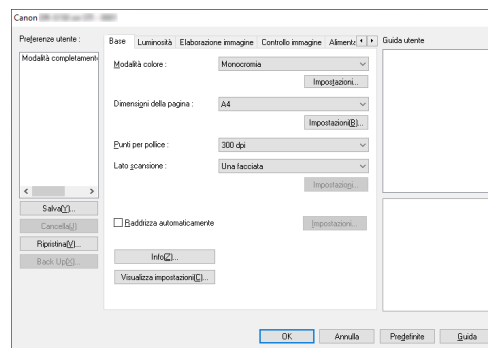 Canon
Preferenze utente :
Modalità completament
Salva(Y)...
Cancella(J)
Ripristina(V)...
Back Up(X)...
Base Luminosità Elaborazione immagine Controllo immagine Alimenta
Modalità colore : Monocromia
Impostazioni...
Dimensioni della pagina : A4
Impostazioni(B)...
Punti per pollice : 300 dpi
Lato scansione : Una facciata
Impostazioni...
Raddrizza automaticamente Impostazioni...
Info(Z)...
Visualizza impostazioni(C)...
Guida utente
OK Annulla Predefinite Guida